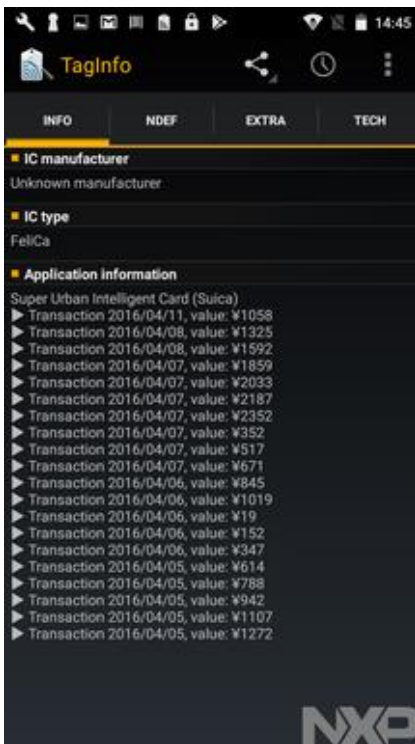 14:45
TagInfo
INFO NDEF EXTRA TECH
IC manufacturer
Unknown manufacturer
IC type
FeliCa
Application information
Super Urban Intelligent Card (Suica)
▶ Transaction 2016/04/11, value: ¥1058
▶ Transaction 2016/04/08, value: ¥1325
▶ Transaction 2016/04/08, value: ¥1592
▶ Transaction 2016/04/07, value: ¥1859
▶ Transaction 2016/04/07, value: ¥2033
▶ Transaction 2016/04/07, value: ¥2187
▶ Transaction 2016/04/07, value: ¥2352
▶ Transaction 2016/04/07, value: ¥352
▶ Transaction 2016/04/07, value: ¥517
▶ Transaction 2016/04/07, value: ¥671
▶ Transaction 2016/04/06, value: ¥845
▶ Transaction 2016/04/06, value: ¥1019
▶ Transaction 2016/04/06, value: ¥19
▶ Transaction 2016/04/06, value: ¥152
▶ Transaction 2016/04/06, value: ¥347
▶ Transaction 2016/04/05, value: ¥614
▶ Transaction 2016/04/05, value: ¥788
▶ Transaction 2016/04/05, value: ¥942
▶ Transaction 2016/04/05, value: ¥1107
▶ Transaction 2016/04/05, value: ¥1272
NXP